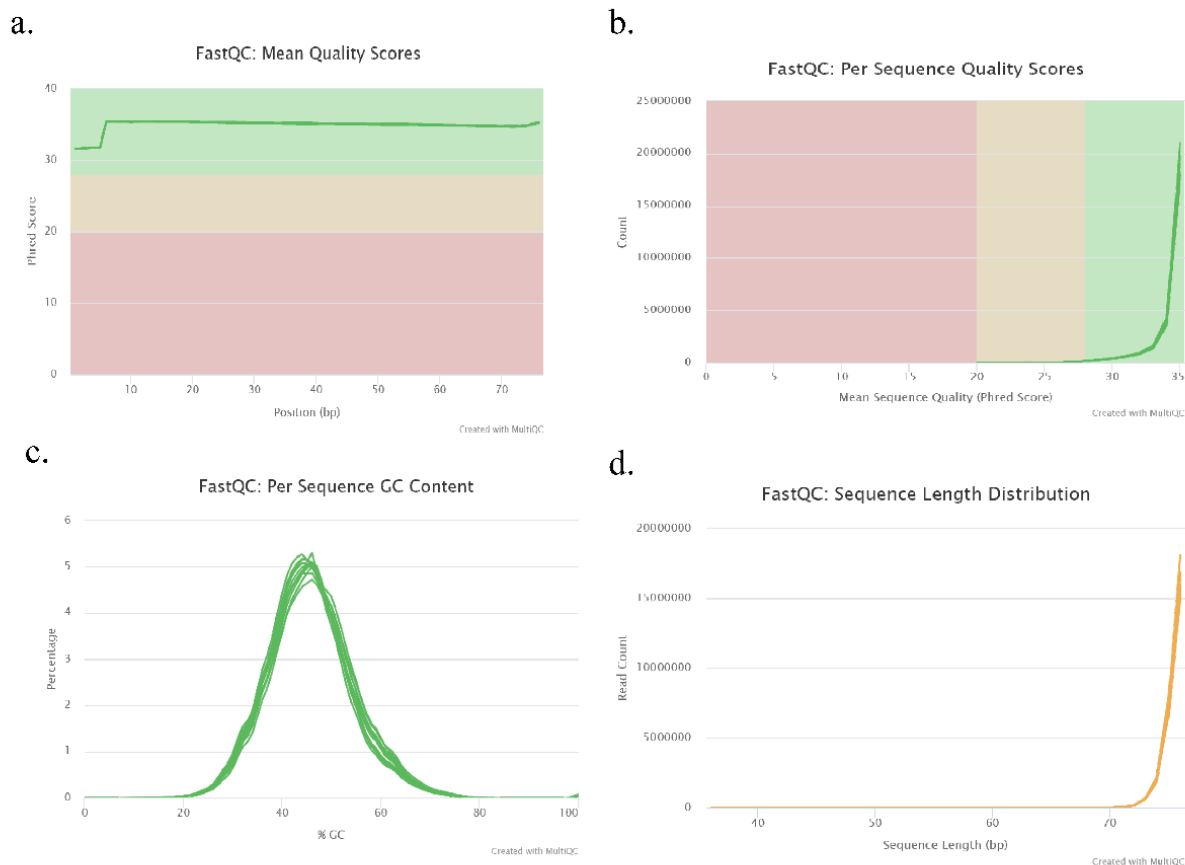 a.
FastQC: Mean Quality Scores
40
30
20
10
0
Phred Score
10 20 30 40 50 60 70
Position (bp)
Created with MultiQC
b.
FastQC: Per Sequence Quality Scores
25000000
20000000
15000000
10000000
5000000
0
Count
0 5 10 15 20 25 30 35
Mean Sequence Quality (Phred Score)
Created with MultiQC
c.
FastQC: Per Sequence GC Content
6
5
4
3
2
1
0
Percentage
0 20 40 60 80 100
% GC
Created with MultiQC
d.
FastQC: Sequence Length Distribution
20000000
15000000
10000000
5000000
0
Read Count
40 50 60 70
Sequence Length (bp)
Created with MultiQC